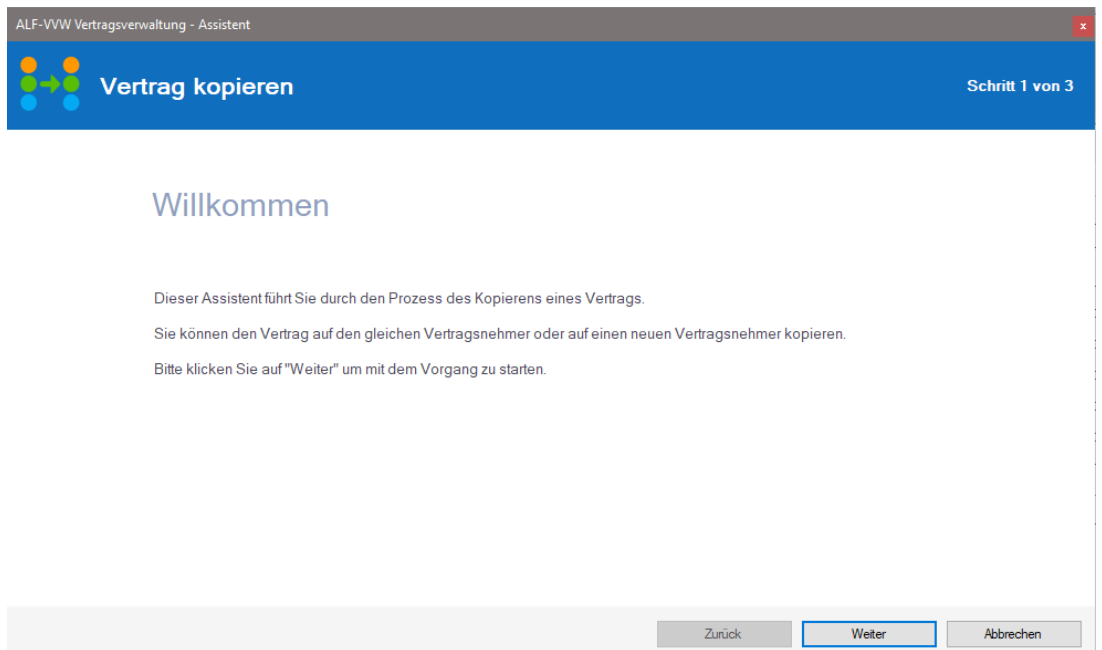 ALF-VVW Vertragsverwaltung - Assistent
x
Vertrag kopieren
Schritt 1 von 3
Willkommen
Dieser Assistent führt Sie durch den Prozess des Kopierens eines Vertrags.
Sie können den Vertrag auf den gleichen Vertragsnehmer oder auf einen neuen Vertragsnehmer kopieren.
Bitte klicken Sie auf "Weiter" um mit dem Vorgang zu starten.
Zurück
Weiter
Abbrechen